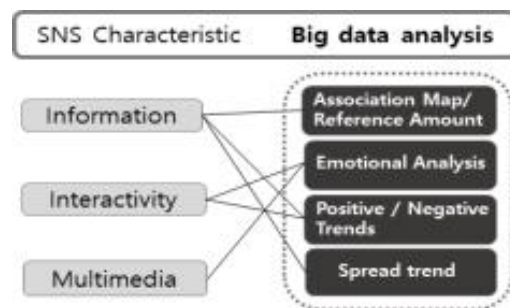 SNS Characteristic Big data analysis
Information
Interactivity
Multimedia
Association Map/
Reference Amount
Emotional Analysis
Positive / Negative
Trends
Spread trend